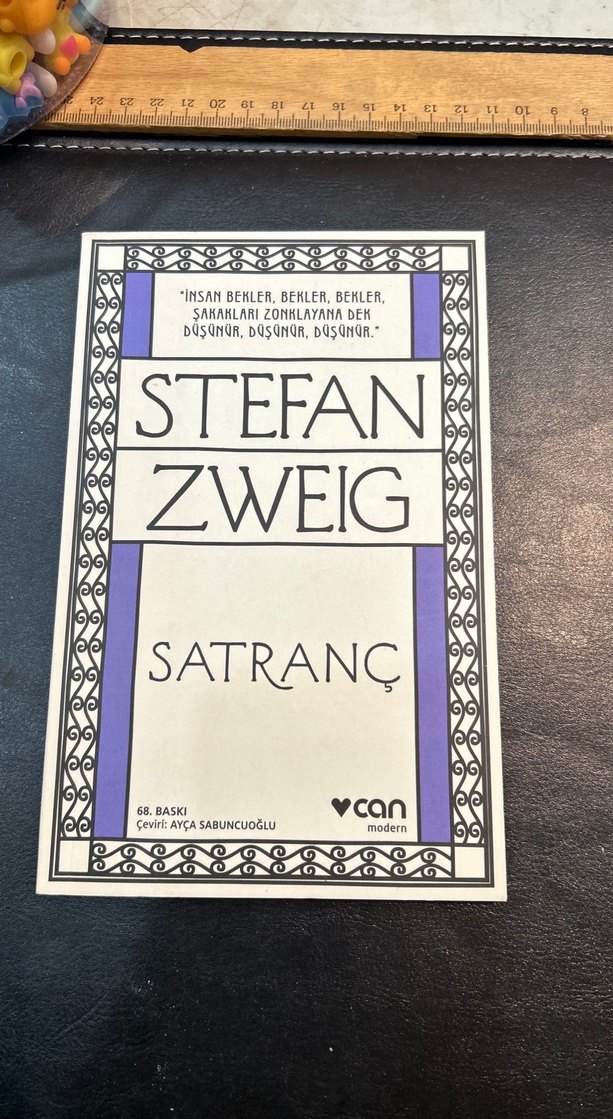 24 23 22 21 20 19 18 17 16 15 14 13 12 11 10 9 8
“İNSAN BEKLER, BEKLER, BEKLER,
ŞAKAKLARI ZONKLAYANA DEK
DÜŞÜNÜR, DÜŞÜNÜR, DÜŞÜNÜR.”
STEFAN
ZWEIG
SATRANÇ
68. BASKI
Çeviri: AYÇA SABUNCUOĞLU
can
modern